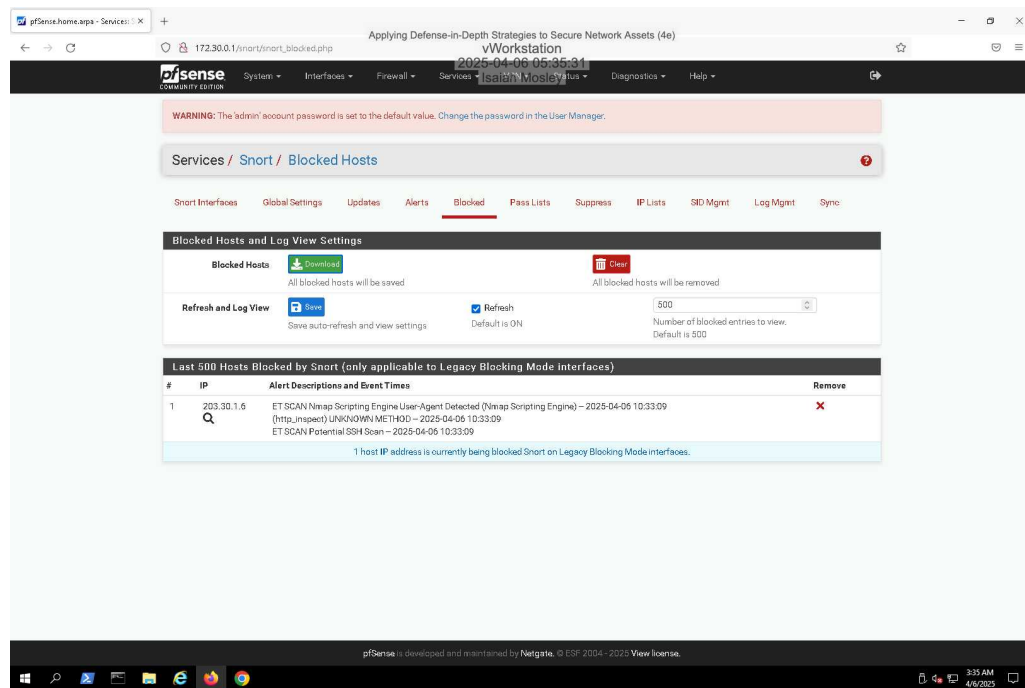 pfSense.home.arpa - Services: S
Applying Defense-in-Depth Strategies to Secure Network Assets (4e)
172.30.0.1/snort/snort_blocked.php
vWorkstation
2025-04-06 05:35:31
Isaiah Mosley
pfsense
COMMUNITY EDITION
System
Interfaces
Firewall
Services
Diagnostics
Help
WARNING: The 'admin' account password is set to the default value. Change the password in the User Manager.
Services / Snort / Blocked Hosts
Snort Interfaces Global Settings Updates Alerts Blocked Pass Lists Suppress IP Lists SID Mgmt Log Mgmt Sync
Blocked Hosts and Log View Settings
Blocked Hosts Download Clear
All blocked hosts will be saved All blocked hosts will be removed
Refresh and Log View Save Refresh 500
Save auto-refresh and view settings Default is ON Number of blocked entries to view.
Default is 500
Last 500 Hosts Blocked by Snort (only applicable to Legacy Blocking Mode interfaces)
# IP Alert Descriptions and Event Times Remove
1 203.30.1.6 ET SCAN Nmap Scripting Engine User-Agent Detected (Nmap Scripting Engine) – 2025-04-06 10:33:09
(http_inspect) UNKNOWN METHOD – 2025-04-06 10:33:09
ET SCAN Potential SSH Scan – 2025-04-06 10:33:09
1 host IP address is currently being blocked Snort on Legacy Blocking Mode interfaces.
pfSense is developed and maintained by Netgate. © ESF 2004 - 2025 View license.
3:35 AM
4/6/2025